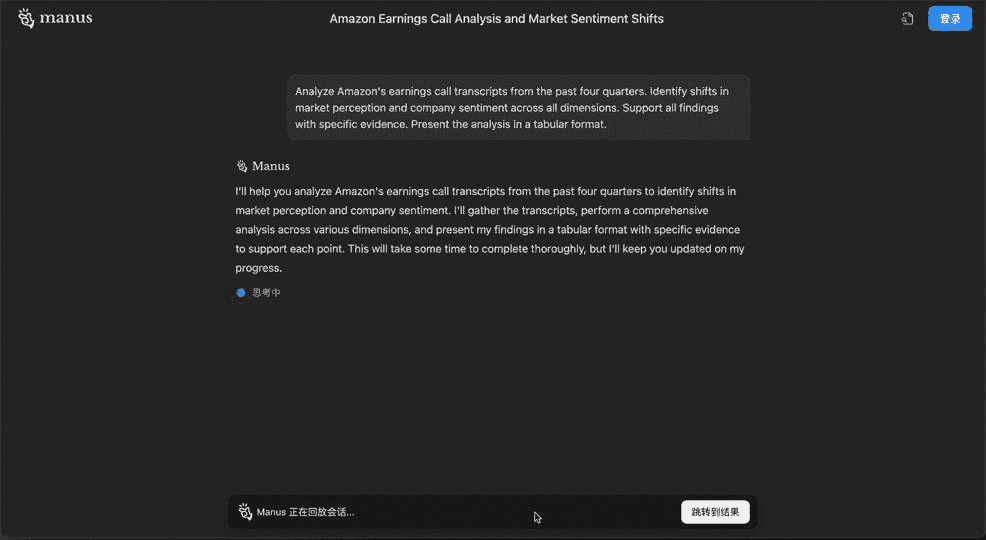 manus
Amazon Earnings Call Analysis and Market Sentiment Shifts
登录
Analyze Amazon's earnings call transcripts from the past four quarters. Identify shifts in
market perception and company sentiment across all dimensions. Support all findings
with specific evidence. Present the analysis in a tabular format.
Manus
I'll help you analyze Amazon's earnings call transcripts from the past four quarters to identify shifts in
market perception and company sentiment. I'll gather the transcripts, perform a comprehensive
analysis across various dimensions, and present my findings in a tabular format with specific evidence
to support each point. This will take some time to complete thoroughly, but I'll keep you updated on my
progress.
思考中
Manus 正在回放会话...
跳转到结果